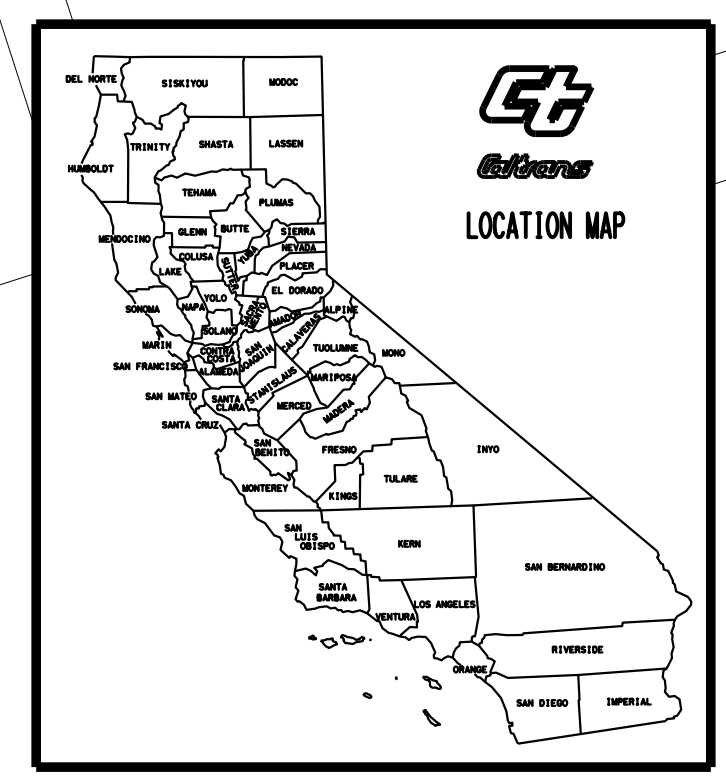 Ct
Caltrans
LOCATION MAP
DEL NORTE
SISKIYOU
MODOC
TRINITY
SHASTA
LASSEN
HUMBOLDT
TEHAMA
PLUMAS
MENDOCINO
GLENN
BUTTE
SIERRA
NEVADA
YUBA
COLUSA
SUTTER
PLACER
LAKE
EL DORADO
YOLO
NAPA
SONOMA
SACRA
MENTO
AMADOR
ALPINE
SOLANO
CALAVERAS
MARIN
CONTRA
COSTA
SAN
JOAQUIN
TUOLUMNE
MONO
SAN FRANCISCO
ALAMEDA
STANISLAUS
MARIPOSA
SAN MATEO
SANTA
CLARA
MERCED
MADERA
SANTA CRUZ
SAN
BENITO
FRESNO
INYO
MONTEREY
KINGS
TULARE
SAN
LUIS
OBISPO
KERN
SAN BERNARDINO
SANTA
BARBARA
VENTURA
LOS ANGELES
ORANGE
RIVERSIDE
SAN DIEGO
IMPERIAL